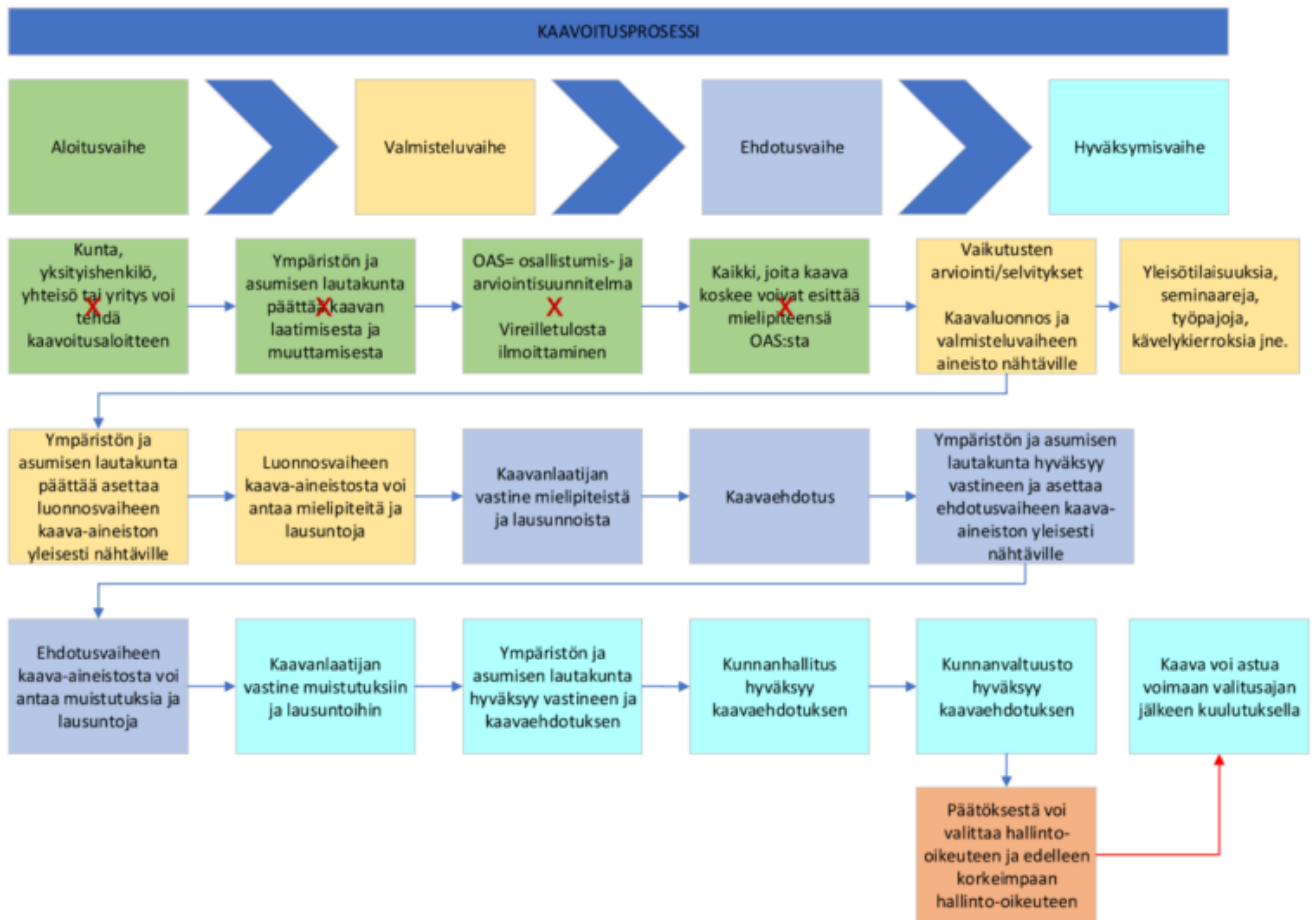 KAAVOITUSPROSESSI
Aloitusvaihe
Valmisteluvaihe
Ehdotusvaihe
Hyväksymisvaihe
Kunta,
yksityishenkilö,
yhteisö tai yritys voi
tehdä
kaavoitusaloitteen
X
Ympäristön ja
asumisen lautakunta
päättää kaavan
laatimisesta ja
muuttamisesta
X
OAS= osallistumis- ja
arviointisuunnitelma
X
Vireilletulosta
ilmoittaminen
Kaikki, joita kaava
koskee voivat esittää
mielipiteensä
OAS:sta
X
Vaikutusten
arviointi/selvitykset
Kaavaluonnos ja
valmisteluvaiheen
aineisto nähtäville
Yleisötilaisuuksia,
seminaareja,
työpajoja,
kävelykierroksia jne.
Ympäristön ja
asumisen lautakunta
päättää asettaa
luonnosvaiheen
kaava-aineiston
yleisesti nähtäville
Luonnosvaiheen
kaava-aineistosta voi
antaa mielipiteitä ja
lausuntoja
Kaavanlaatijan
vastine mielipiteistä
ja lausunnoista
Kaavaehdotus
Ympäristön ja asumisen
lautakunta hyväksyy
vastineen ja asettaa
ehdotusvaiheen kaava-
aineiston yleisesti
nähtäville
Ehdotusvaiheen
kaava-aineistosta voi
antaa muistutuksia ja
lausuntoja
Kaavanlaatijan
vastine muistutuksiin
ja lausuntoihin
Ympäristön ja
asumisen lautakunta
hyväksyy vastineen ja
kaavaehdotuksen
Kunnanhallitus
hyväksyy
kaavaehdotuksen
Kunnanvaltuusto
hyväksyy
kaavaehdotuksen
Kaava voi astua
voimaan valitusajan
jälkeen kuulutuksella
Päätöksestä voi
valittaa hallinto-
oikeuteen ja edelleen
korkeimpaan
hallinto-oikeuteen